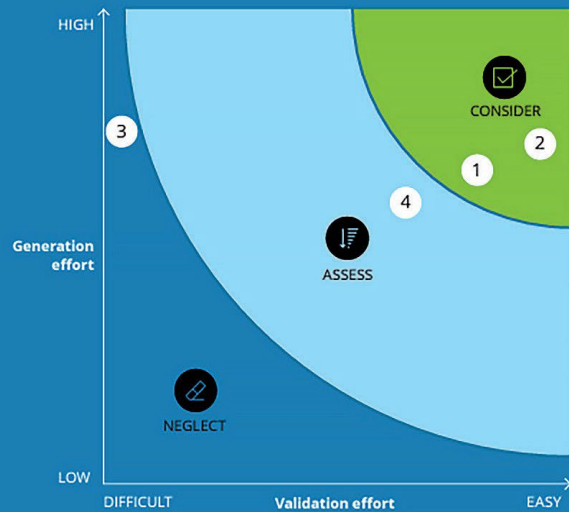 HIGH
CONSIDER
3
2
1
4
Generation
effort
ASSESS
NEGLECT
LOW
DIFFICULT
Validation effort
EASY